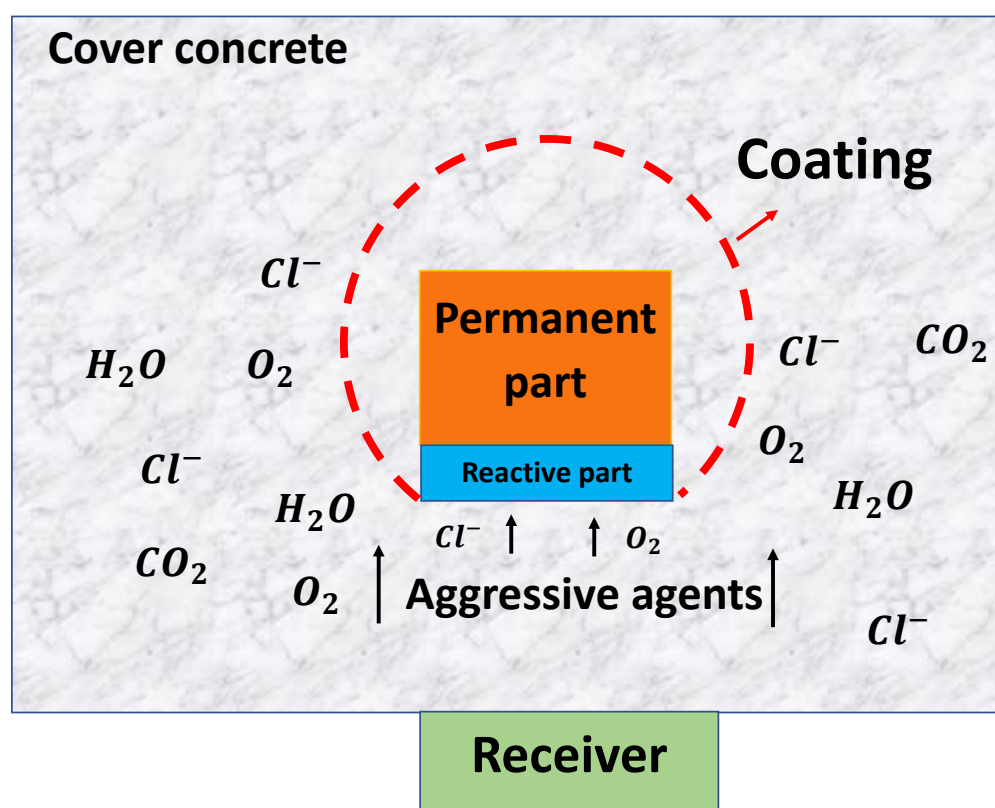 Cover concrete
Coating
Cl⁻
Permanent
part
Cl⁻
CO₂
H₂O
O₂
O₂
Cl⁻
Reactive part
H₂O
H₂O
Cl⁻
O₂
CO₂
O₂
Aggressive agents
Cl⁻
Receiver